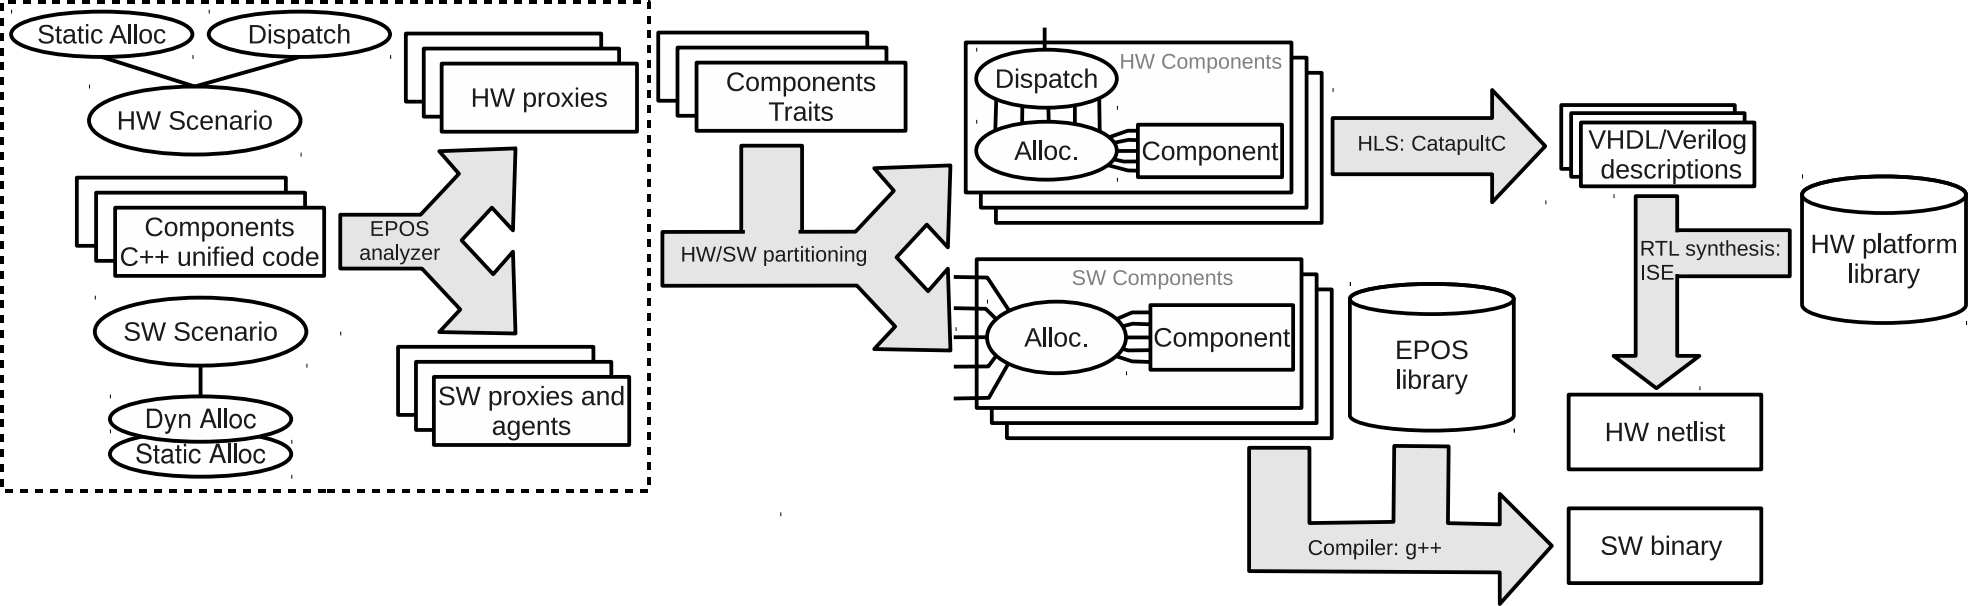 Static Alloc
Dispatch
HW Scenario
HW proxies
Components
C++ unified code
EPOS
analyzer
SW Scenario
Dyn Alloc
Static Alloc
SW proxies and
agents
Components
Traits
HW/SW partitioning
HW Components
Dispatch
Alloc.
Component
SW Components
Alloc.
Component
HLS: CatapultC
VHDL/Verilog
descriptions
RTL synthesis:
ISE
HW platform
library
EPOS
library
HW netlist
Compiler: g++
SW binary